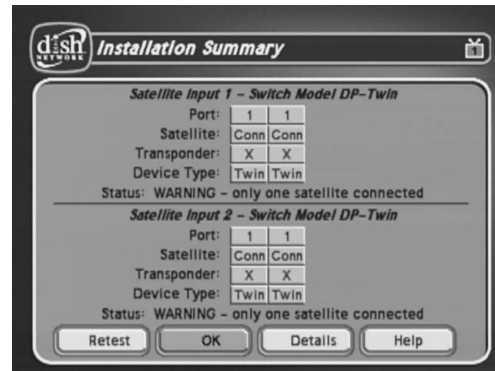 dish
NETWORK
Installation Summary
1
Satellite Input 1 - Switch Model DP-Twin
Port: 1 1
Satellite: Conn Conn
Transponder: X X
Device Type: Twin Twin
Status: WARNING - only one satellite connected
Satellite Input 2 - Switch Model DP-Twin
Port: 1 1
Satellite: Conn Conn
Transponder: X X
Device Type: Twin Twin
Status: WARNING - only one satellite connected
Retest OK Details Help